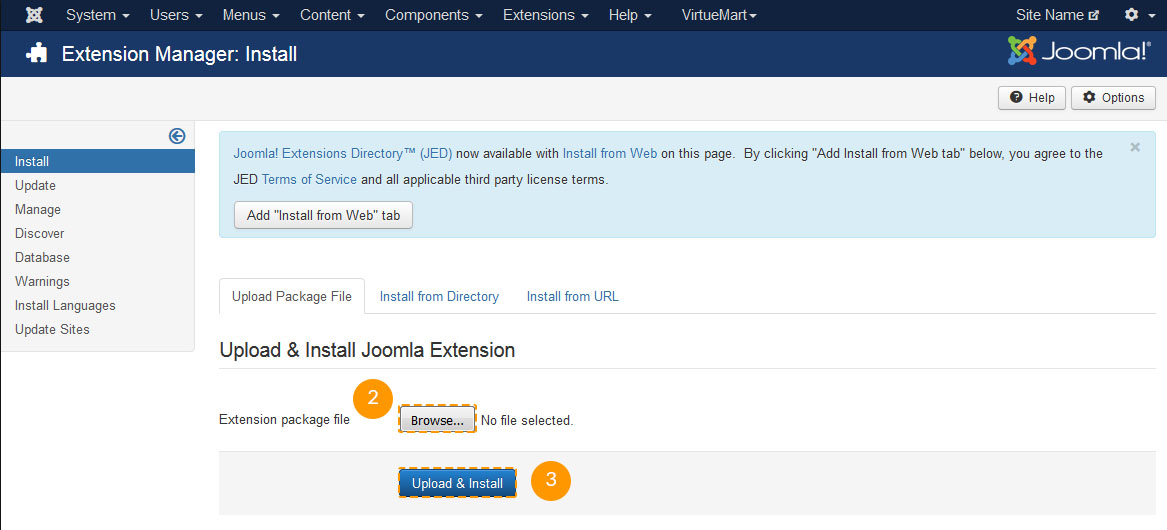 System Users Menus Content Components Extensions Help VirtueMart Site Name
Extension Manager: Install Joomla!®
Help Options
Install
Update
Manage
Discover
Database
Warnings
Install Languages
Update Sites
Joomla! Extensions Directory™ (JED) now available with Install from Web on this page. By clicking "Add Install from Web tab" below, you agree to the
JED Terms of Service and all applicable third party license terms.
×
Add "Install from Web" tab
Upload Package File Install from Directory Install from URL
Upload & Install Joomla Extension
2
Extension package file Browse... No file selected.
Upload & Install 3